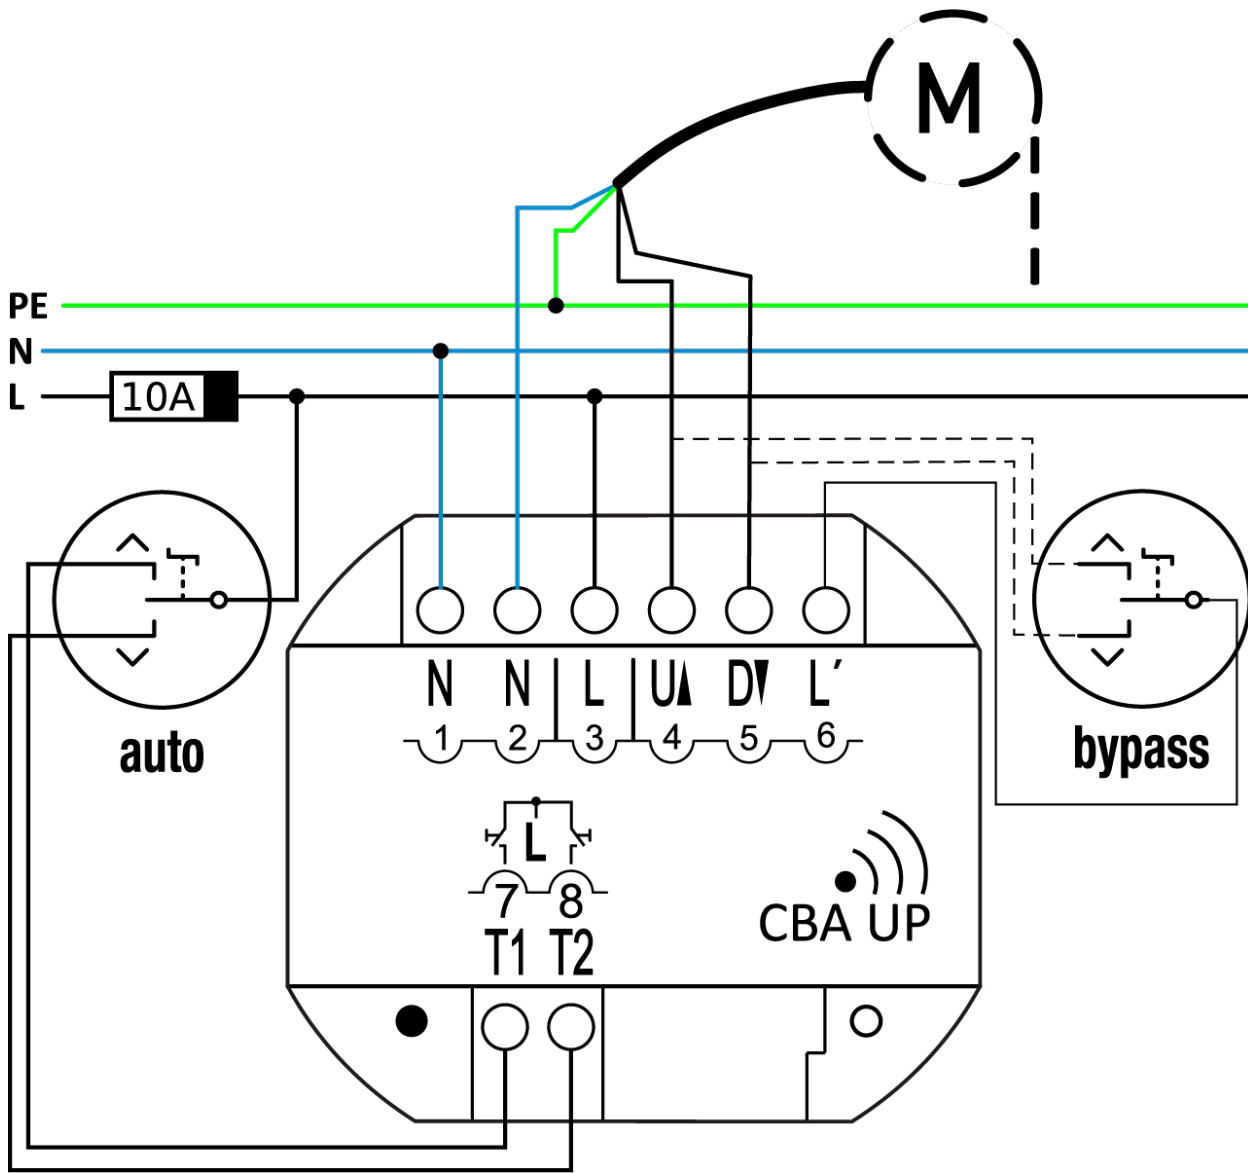 M
PE
N
L 10A
N N L U▲ D▼ L′
1 2 3 4 5 6
auto
bypass
L
7 8
T1 T2
CBA UP